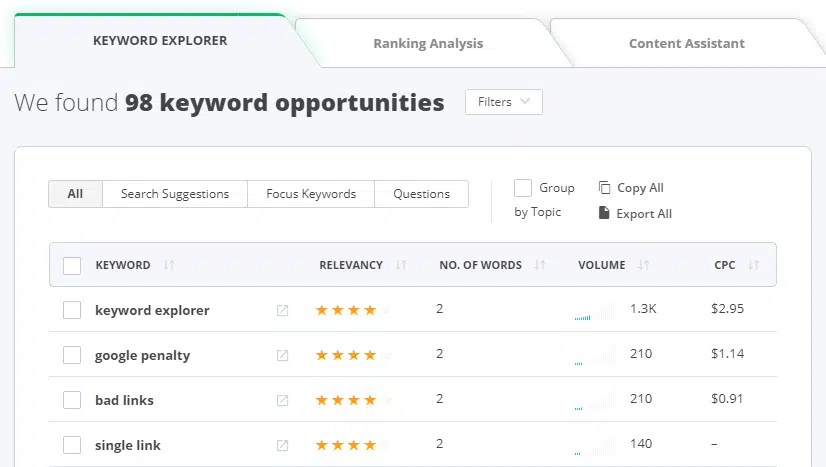 KEYWORD EXPLORER Ranking Analysis Content Assistant
We found 98 keyword opportunities Filters
All Search Suggestions Focus Keywords Questions Group by Topic Copy All
Export All
KEYWORD RELEVANCY NO. OF WORDS VOLUME CPC
keyword explorer 2 1.3K $2.95
google penalty 2 210 $1.14
bad links 2 210 $0.91
single link 2 140 –